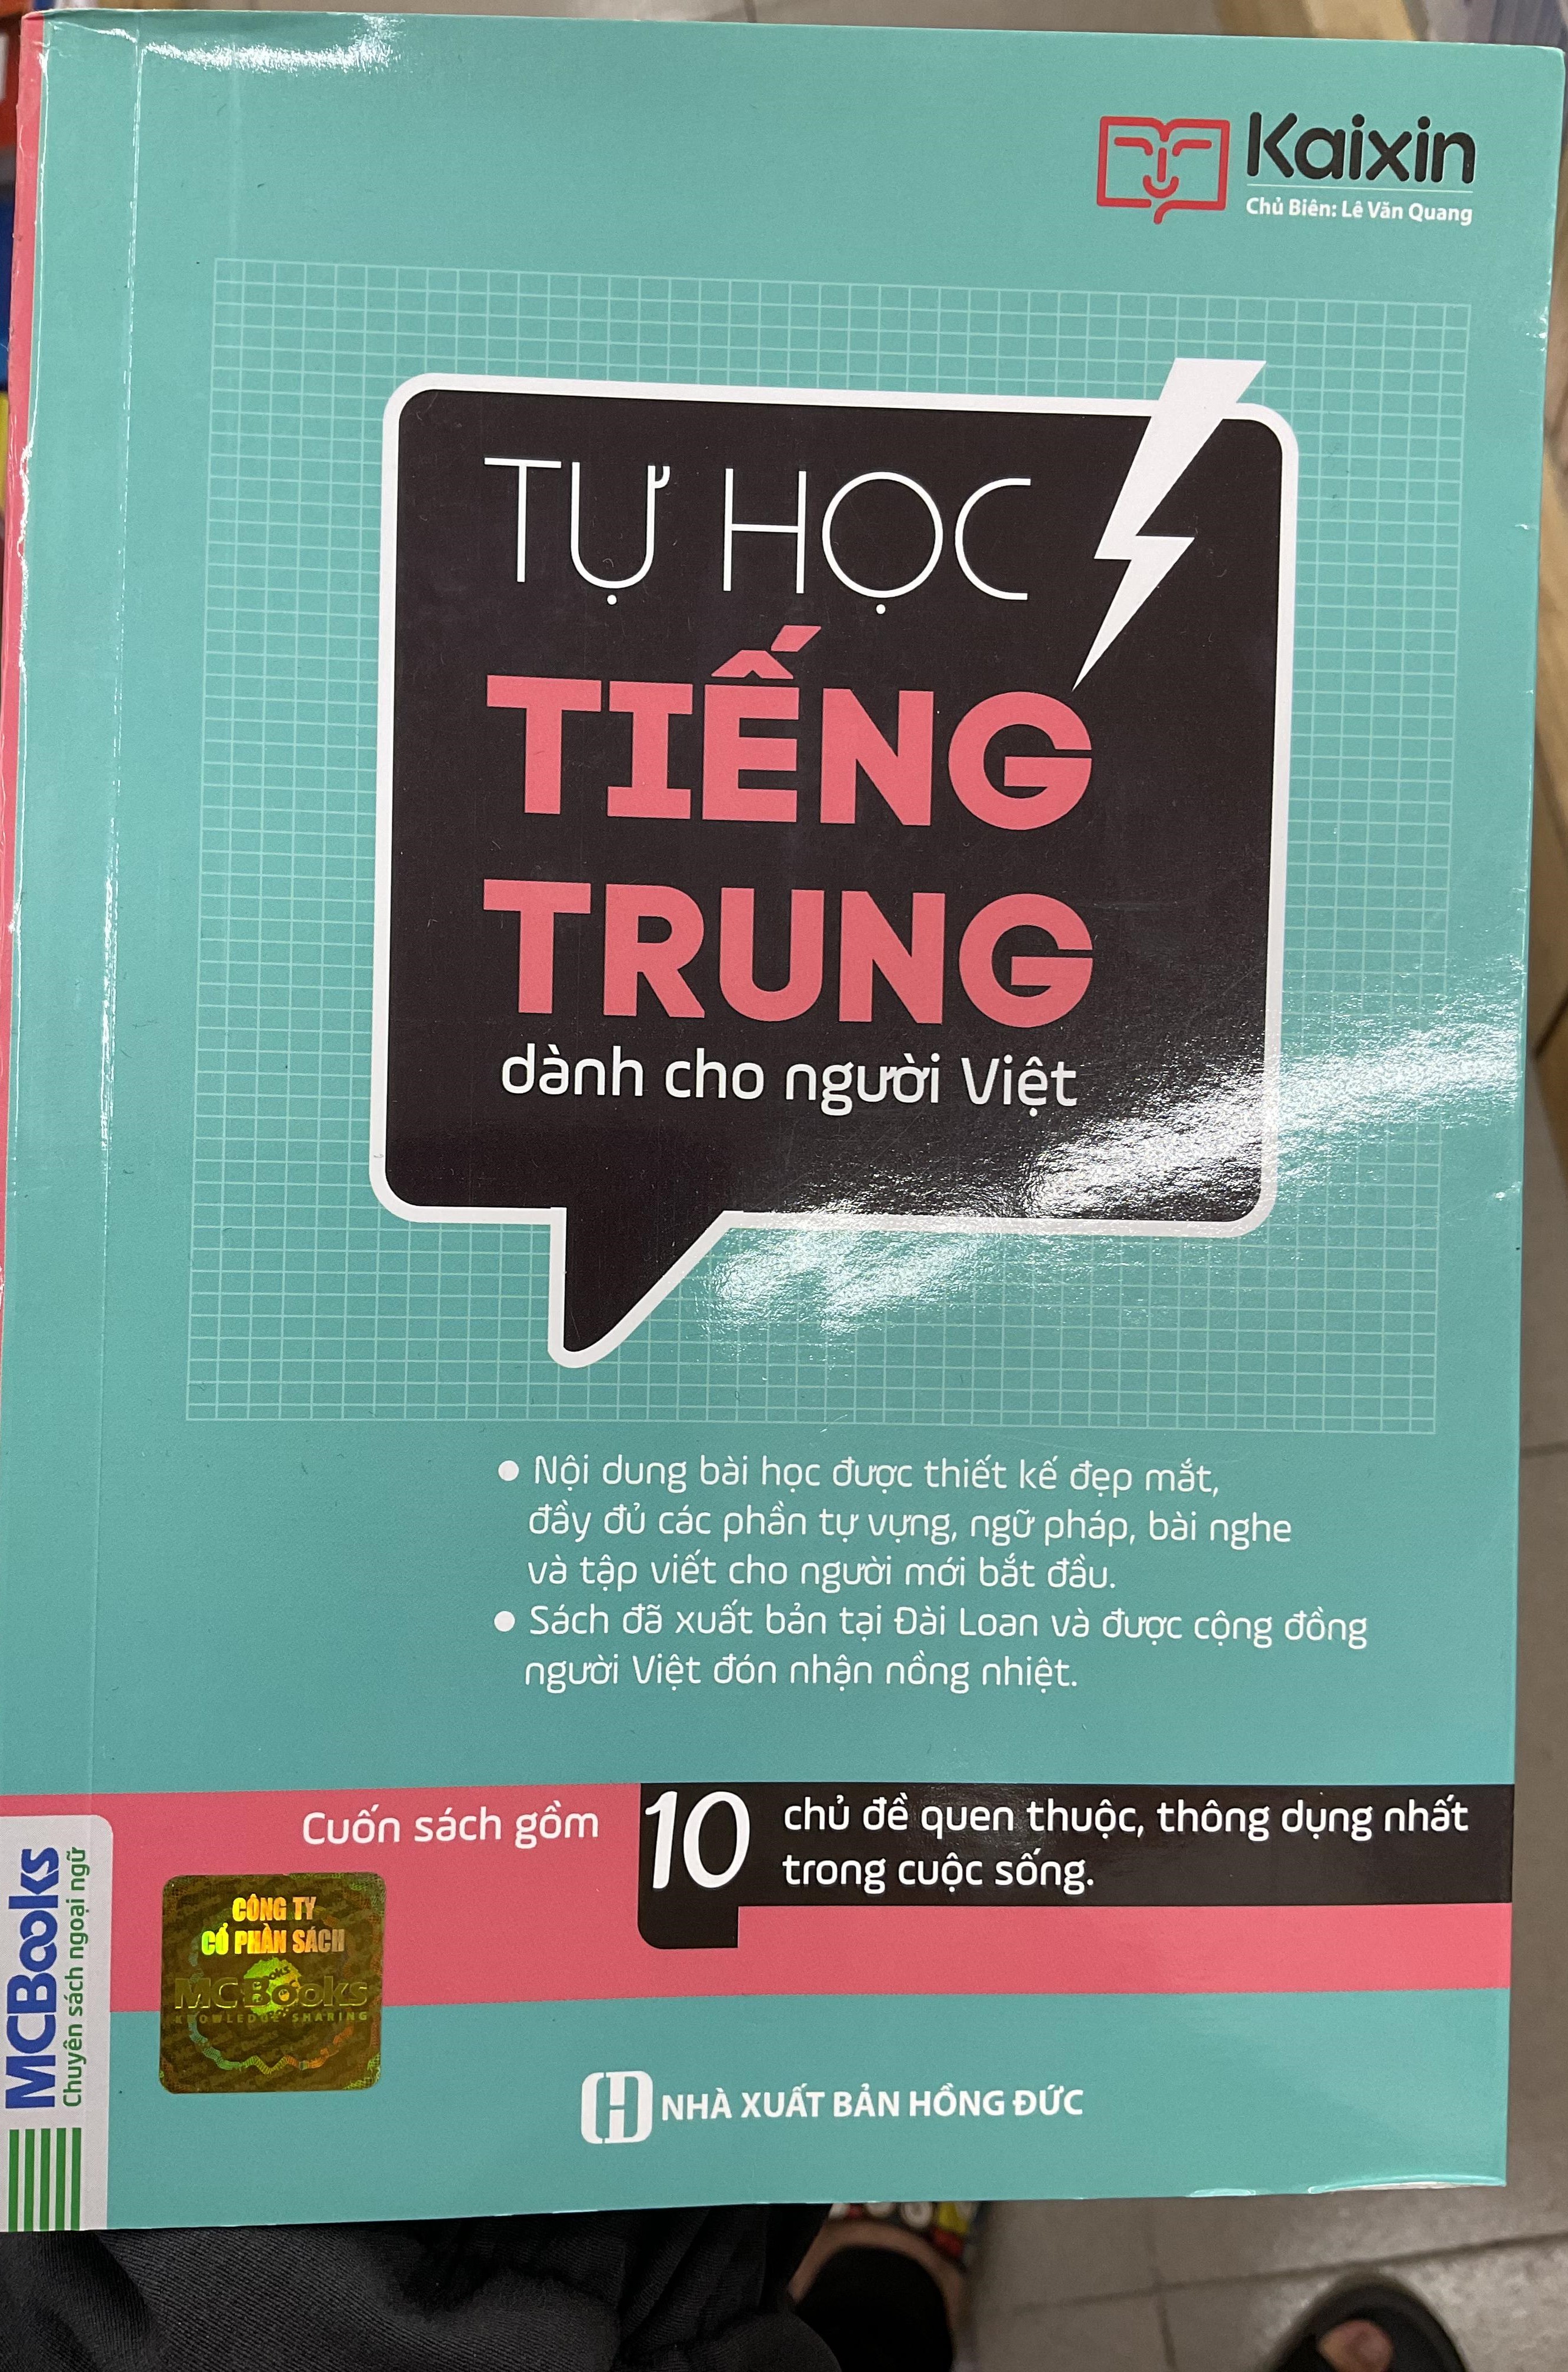 Kaixin
Chủ Biên: Lê Văn Quang
TỰ HỌC
TIẾNG
TRUNG
dành cho người Việt
Nội dung bài học được thiết kế đẹp mắt,
đầy đủ các phần tự vựng, ngữ pháp, bài nghe
và tập viết cho người mới bắt đầu.
Sách đã xuất bản tại Đài Loan và được cộng đồng
người Việt đón nhận nồng nhiệt.
Cuốn sách gồm 10 chủ đề quen thuộc, thông dụng nhất
trong cuộc sống.
MCBooks
Chuyên sách ngoại ngữ
CÔNG TY
CỔ PHẦN SÁCH
MCBooks
KNOWLEDGE SHARING
NHÀ XUẤT BẢN HỒNG ĐỨC